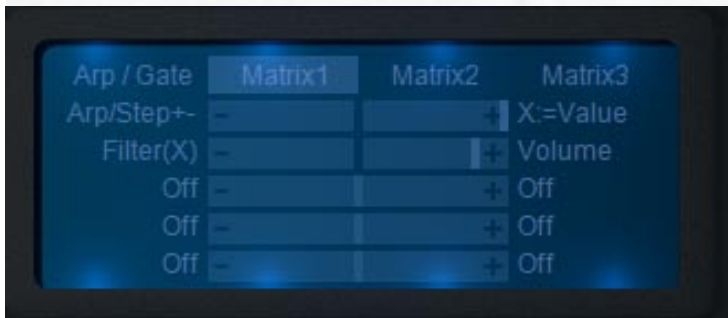 Arp / Gate Matrix1 Matrix2 Matrix3
Arp/Step+- - + X:=Value
Filter(X) - + Volume
Off - + Off
Off - + Off
Off - + Off